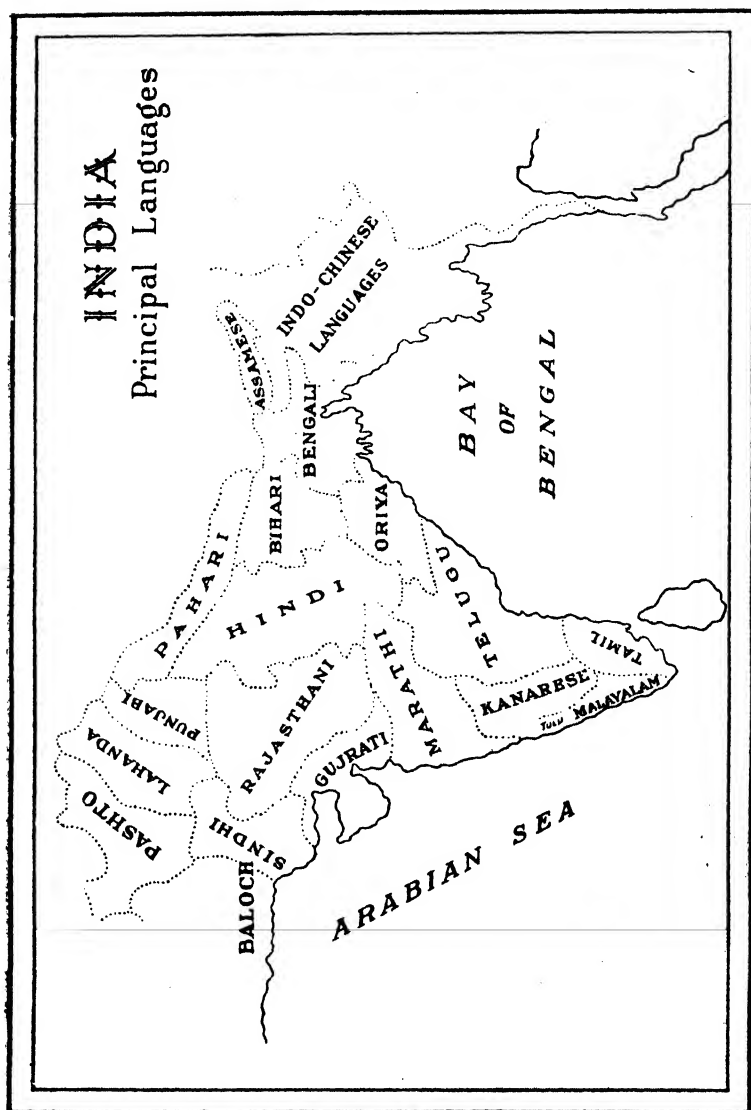 INDIA
Principal Languages
PASHTO
LAHANDA
PUNJABI
PAHARI
BALOCH
SINDHI
RAJASTHANI
GUJRATI
HINDI
BIHARI
BENGALI
ASSAMESE
INDO-CHINESE
LANGUAGES
ORIYA
MARATHI
TELUGU
KANARESE
TULU
MALAYALAM
TAMIL
ARABIAN SEA
BAY
OF
BENGAL